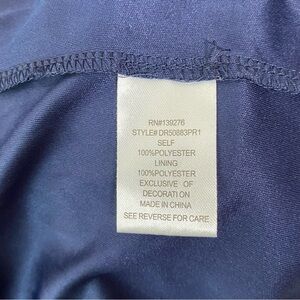 RN#139276
STYLE# DR50883PR1
SELF
100%POLYESTER
LINING
100%POLYESTER
EXCLUSIVE OF
DECORATION
MADE IN CHINA
SEE REVERSE FOR CARE